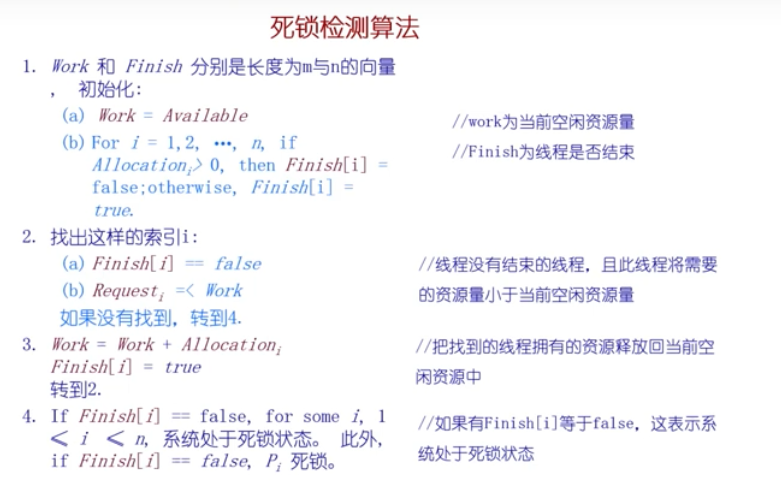 死锁检测算法
1. Work 和 Finish 分别是长度为m与n的向量
， 初始化：
(a) Work = Available
(b) For i = 1,2, …, n, if
Allocationᵢ> 0, then Finish[i] =
false;otherwise, Finish[i] =
true.
//work为当前空闲资源量
//Finish为线程是否结束
2. 找出这样的索引i：
(a) Finish[i] == false
(b) Requestᵢ =< Work
如果没有找到，转到4.
//线程没有结束的线程，且此线程将需要
的资源量小于当前空闲资源量
3. Work = Work + Allocationᵢ
Finish[i] = true
转到2.
//把找到的线程拥有的资源释放回当前空
闲资源中
4. If Finish[i] == false, for some i, 1
≤ i ≤ n, 系统处于死锁状态。 此外，
if Finish[i] == false, Pᵢ 死锁。
//如果有Finish[i]等于false，这表示系
统处于死锁状态